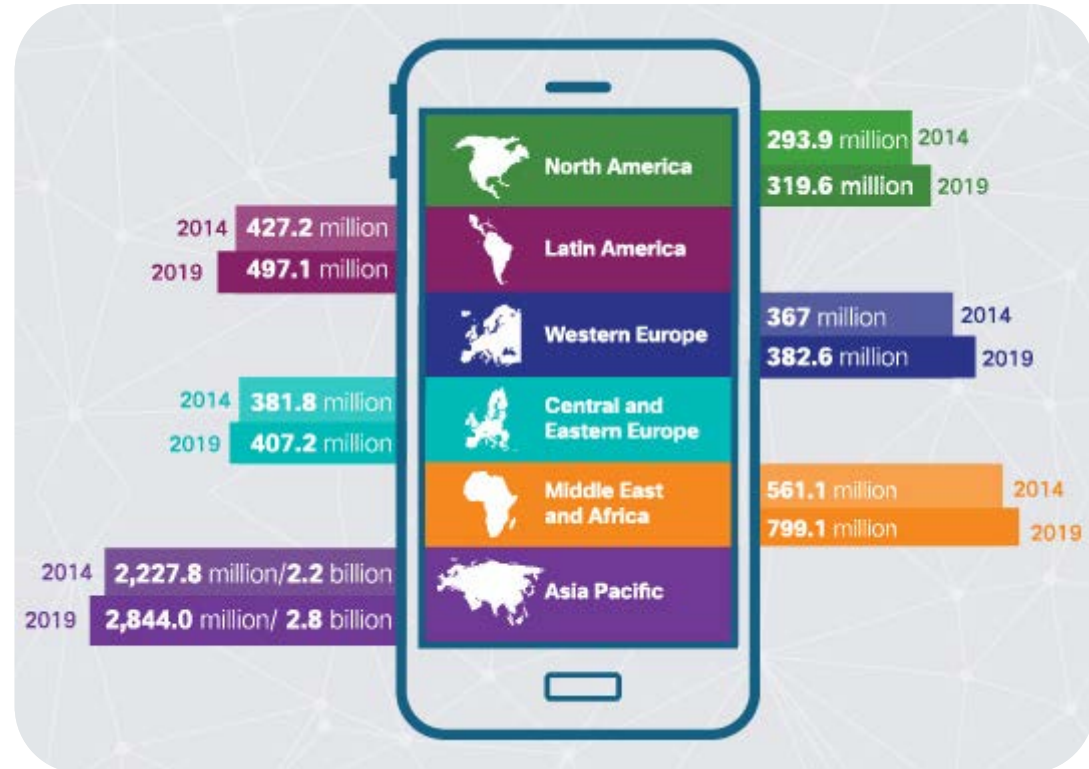 North America
293.9 million 2014
319.6 million 2019
2014 427.2 million
2019 497.1 million
Latin America
Western Europe
367 million 2014
382.6 million 2019
2014 381.8 million
2019 407.2 million
Central and
Eastern Europe
Middle East
and Africa
561.1 million 2014
799.1 million 2019
2014 2,227.8 million/2.2 billion
2019 2,844.0 million/ 2.8 billion
Asia Pacific